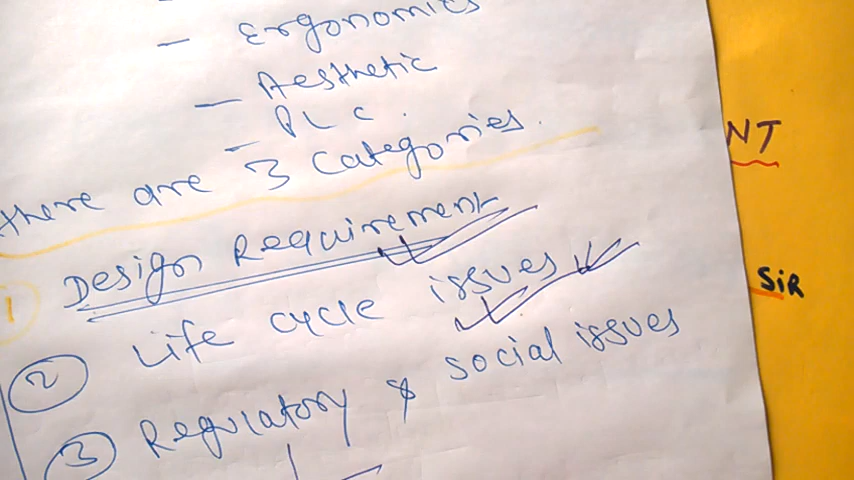 — Ergonomics
— Aesthetic
— PLC.
there are 3 Categories.
1 Design Requirement
2 Life cycle issues
3 Regulatory & social issues
NT
SiR